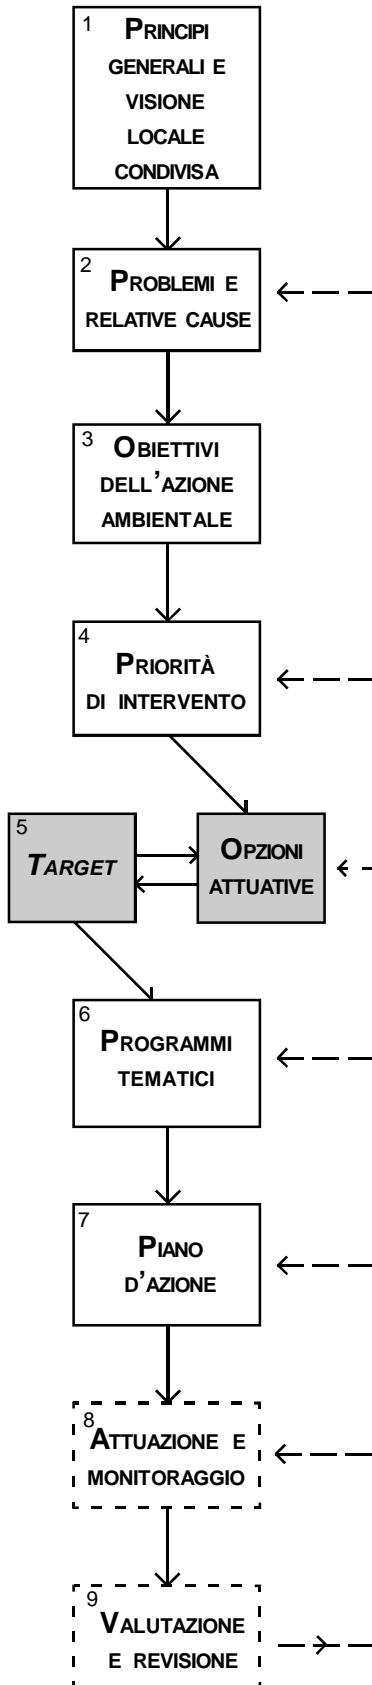 1 PRINCIPI
GENERALI E
VISIONE
LOCALE
CONDIVISA
2 PROBLEMI E
RELATIVE CAUSE
3 OBIETTIVI
DELL'AZIONE
AMBIENTALE
4
PRIORITÀ
DI INTERVENTO
5
TARGET
OPZIONI
ATTUATIVE
6
PROGRAMMI
TEMATICI
7
PIANO
D'AZIONE
8
ATTUAZIONE E
MONITORAGGIO
9
VALUTAZIONE
E REVISIONE